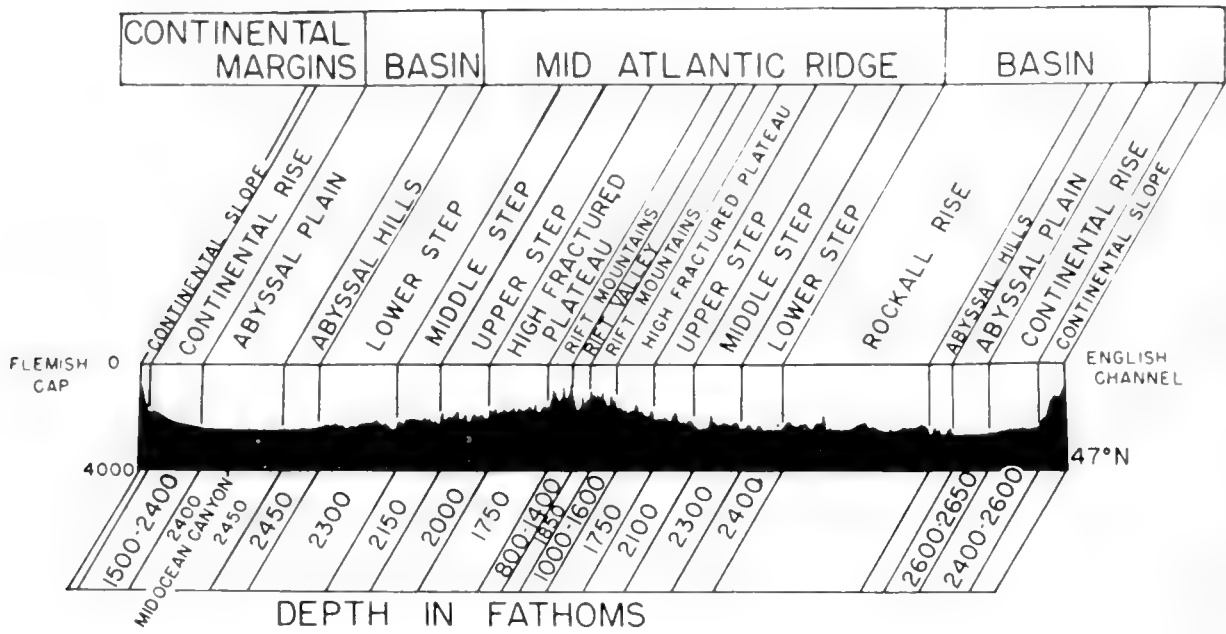 CONTINENTAL
MARGINS
BASIN
MID ATLANTIC RIDGE
BASIN
CONTINENTAL SLOPE
CONTINENTAL RISE
ABYSSAL PLAIN
ABYSSAL HILLS
LOWER STEP
MIDDLE STEP
UPPER STEP
HIGH FRACTURED
PLATEAU
RIFT MOUNTAINS
RIFT VALLEY
RIFT MOUNTAINS
HIGH FRACTURED PLATEAU
UPPER STEP
MIDDLE STEP
LOWER STEP
ROCKALL RISE
ABYSSAL HILLS
ABYSSAL PLAIN
CONTINENTAL RISE
CONTINENTAL SLOPE
FLEMISH
CAP
0
ENGLISH
CHANNEL
4000
47°N
1500-2400
2400
MIDOCEAN CANYON
2450
2450
2300
2150
2000
1750
800-1400
1850
1000-1600
1750
2100
2300
2400
2600-2650
2400-2600
DEPTH IN FATHOMS